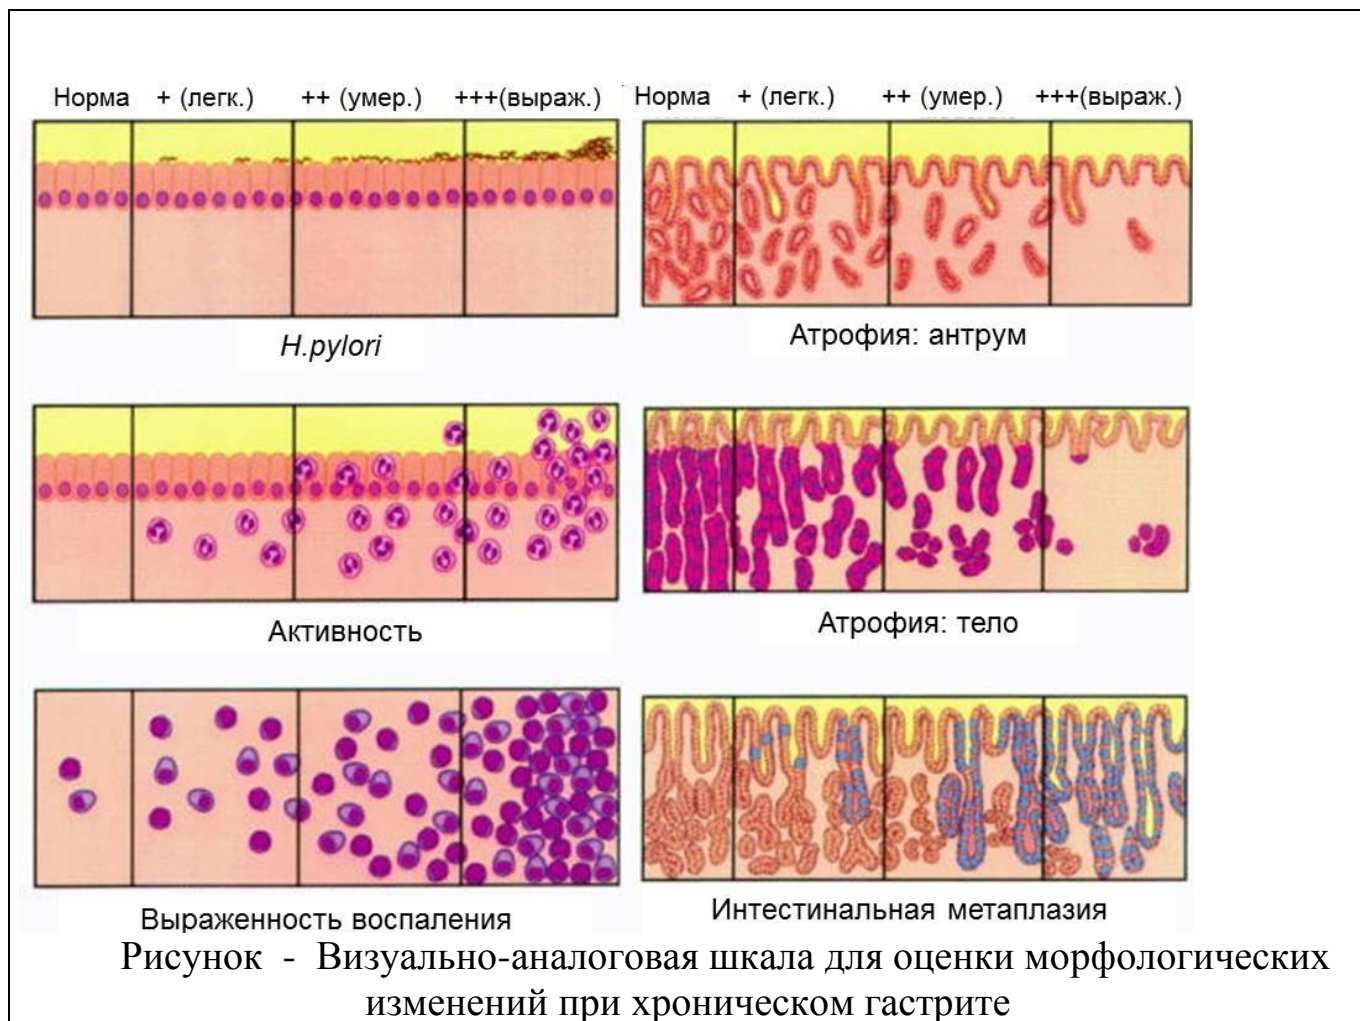 Норма + (легк.) ++ (умер.) +++(выраж.) Норма + (легк.) ++ (умер.) +++(выраж.)
H.pylori
Атрофия: антрум
Активность
Атрофия: тело
Выраженность воспаления
Интестинальная метаплазия
Рисунок - Визуально-аналоговая шкала для оценки морфологических
изменений при хроническом гастрите